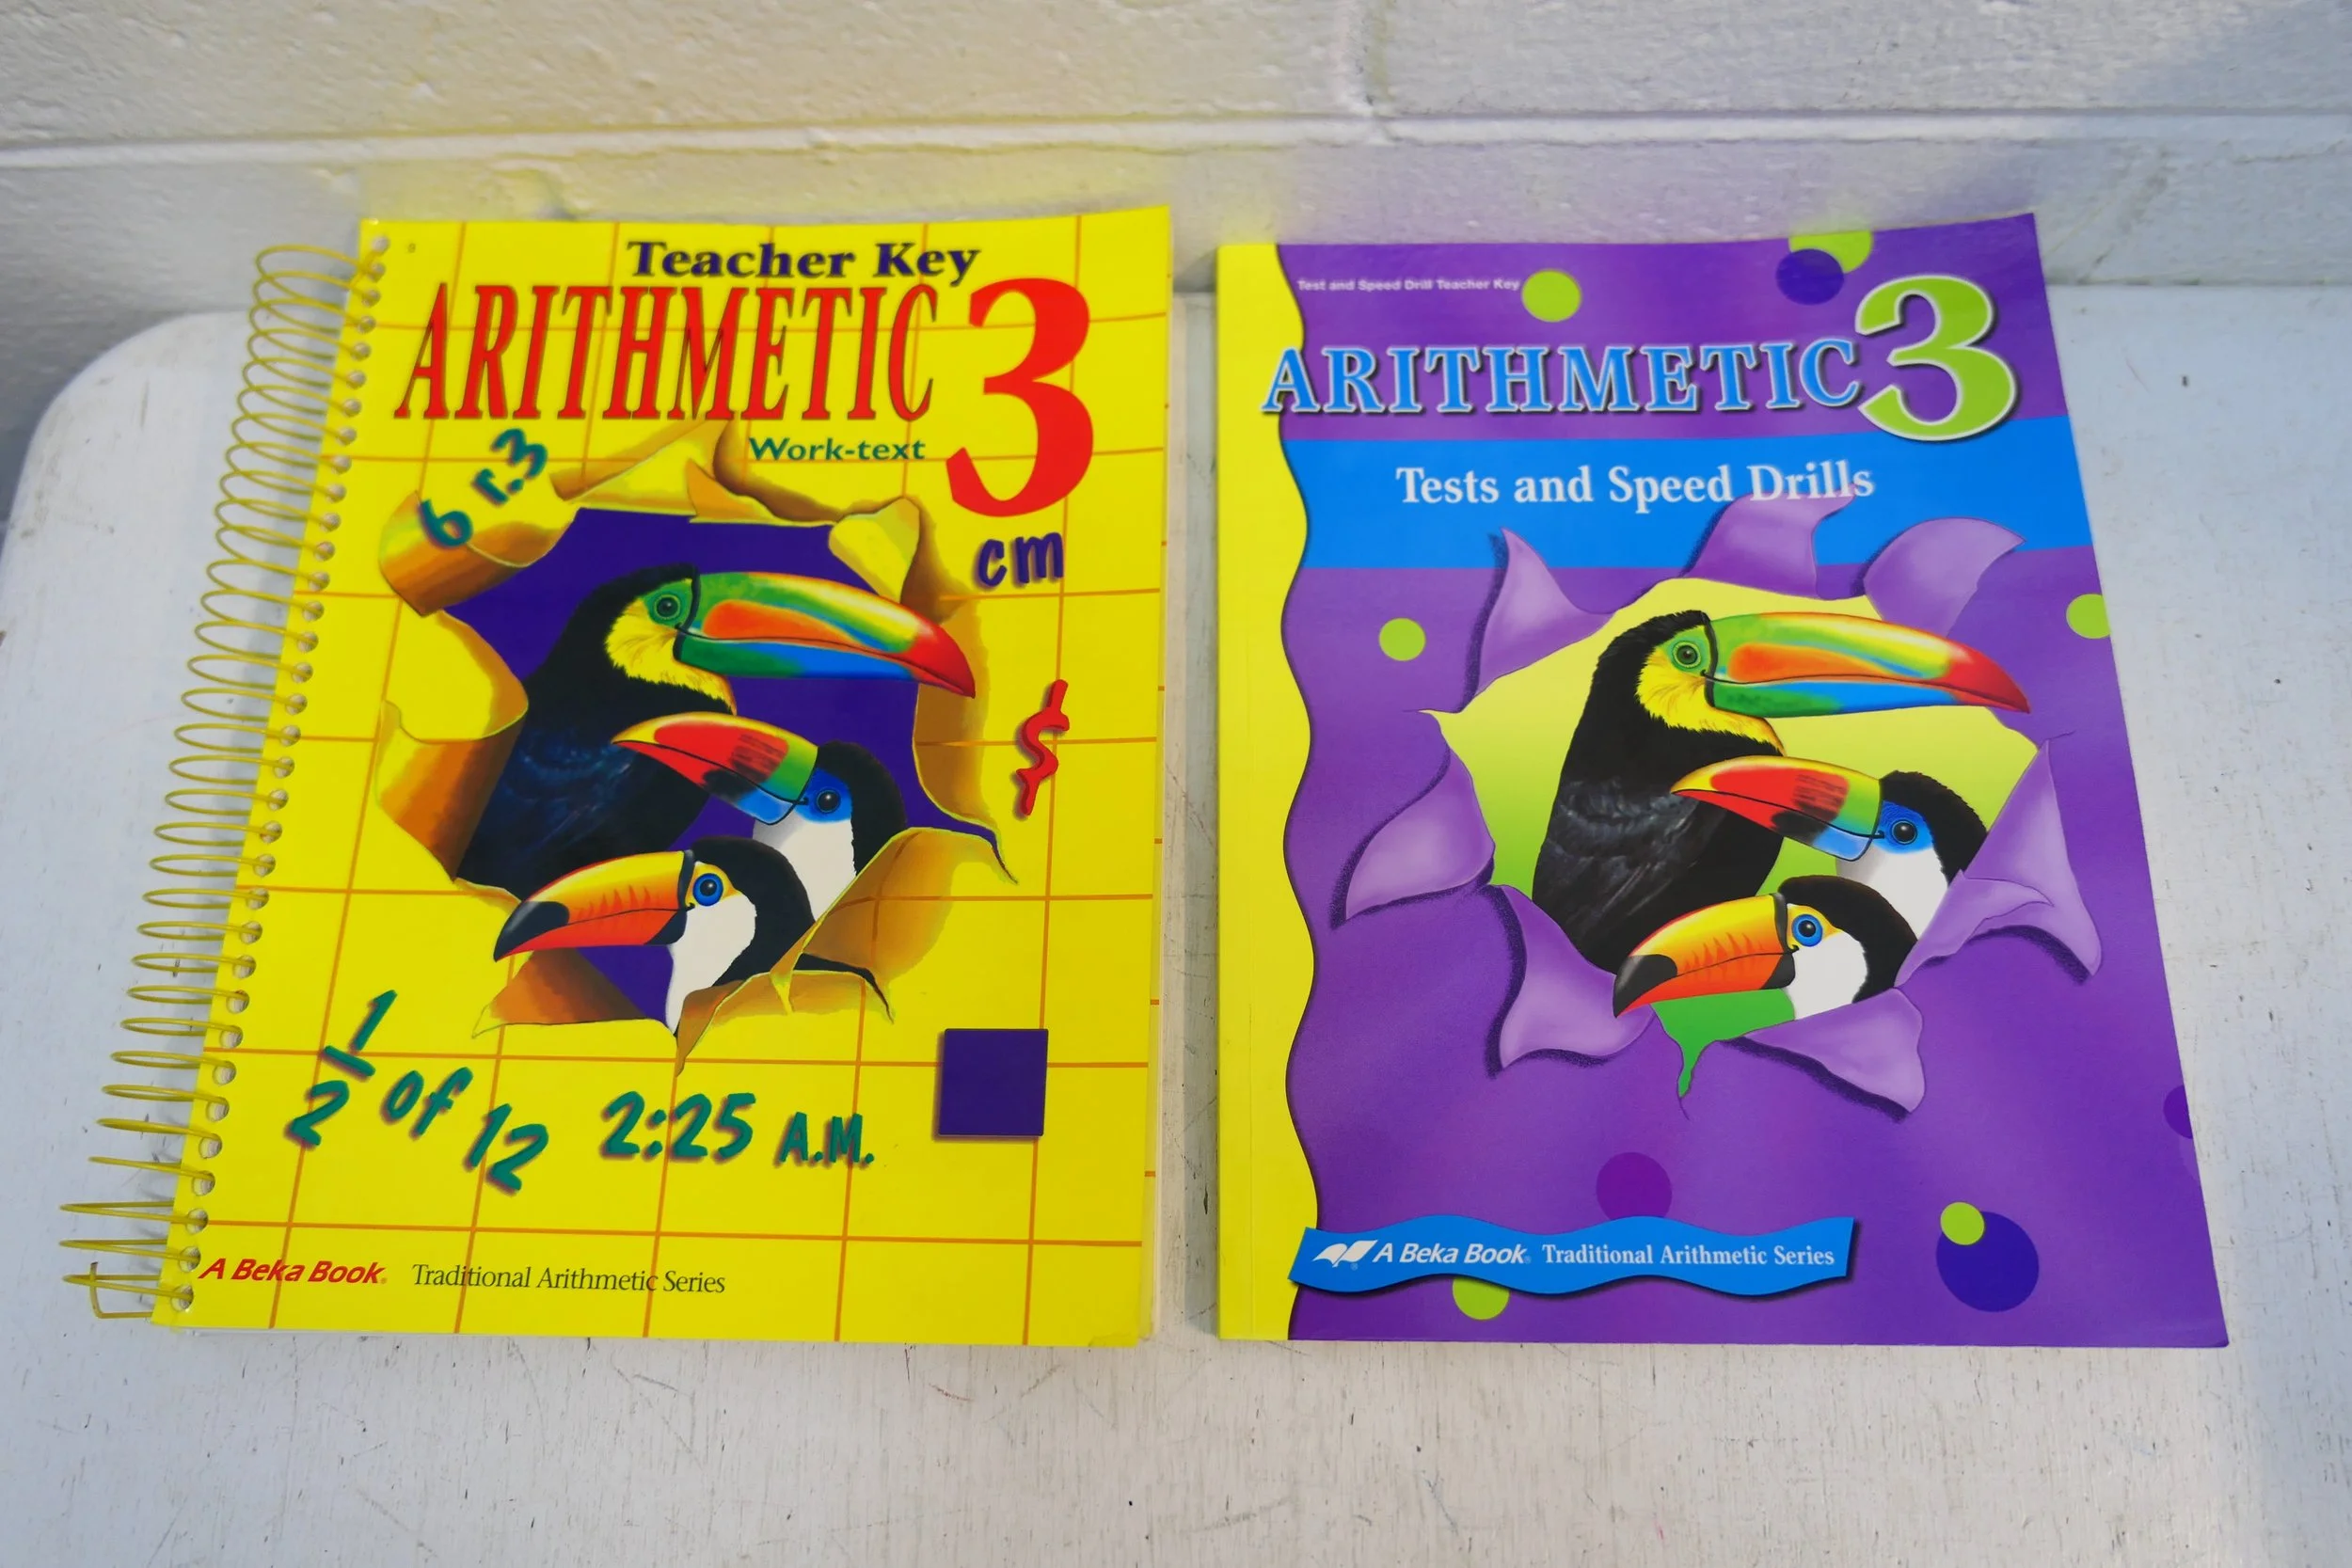 Teacher Key
ARITHMETIC 3
Work-text
6 r.3
cm
$
1/2 of 12
2:25 A.M.
A Beka Book® Traditional Arithmetic Series
Test and Speed Drill Teacher Key
ARITHMETIC 3
Tests and Speed Drills
A Beka Book® Traditional Arithmetic Series